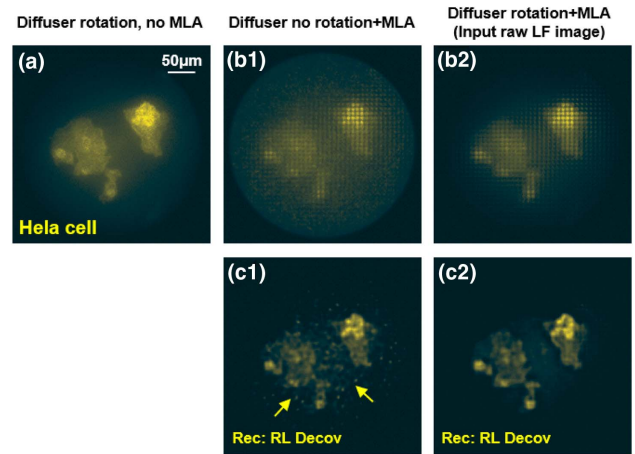 Diffuser rotation, no MLA
Diffuser no rotation+MLA
Diffuser rotation+MLA
(Input raw LF image)
(a)
50μm
(b1)
(b2)
Hela cell
(c1)
(c2)
Rec: RL Decov
Rec: RL Decov